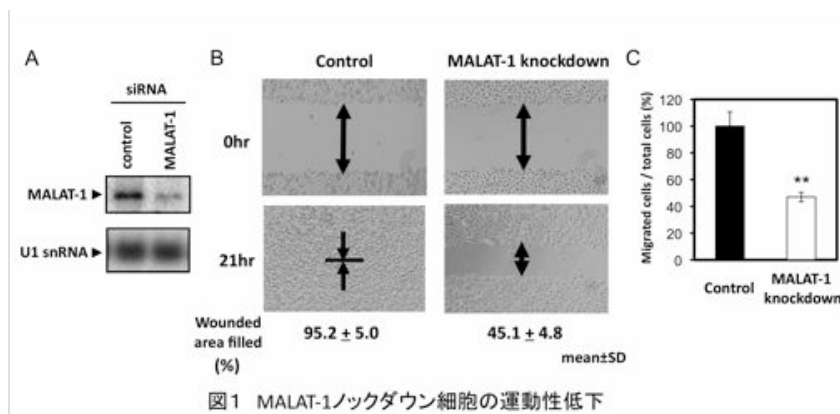 A
siRNA
control
MALAT-1
MALAT-1
U1 snRNA
B
Control
MALAT-1 knockdown
0hr
21hr
Wounded
area filled
(%)
95.2 ± 5.0
45.1 ± 4.8
mean±SD
C
Migrated cells / total cells (%)
120
100
80
60
40
20
0
**
Control
MALAT-1
knockdown
図1 MALAT-1ノックダウン細胞の運動性低下